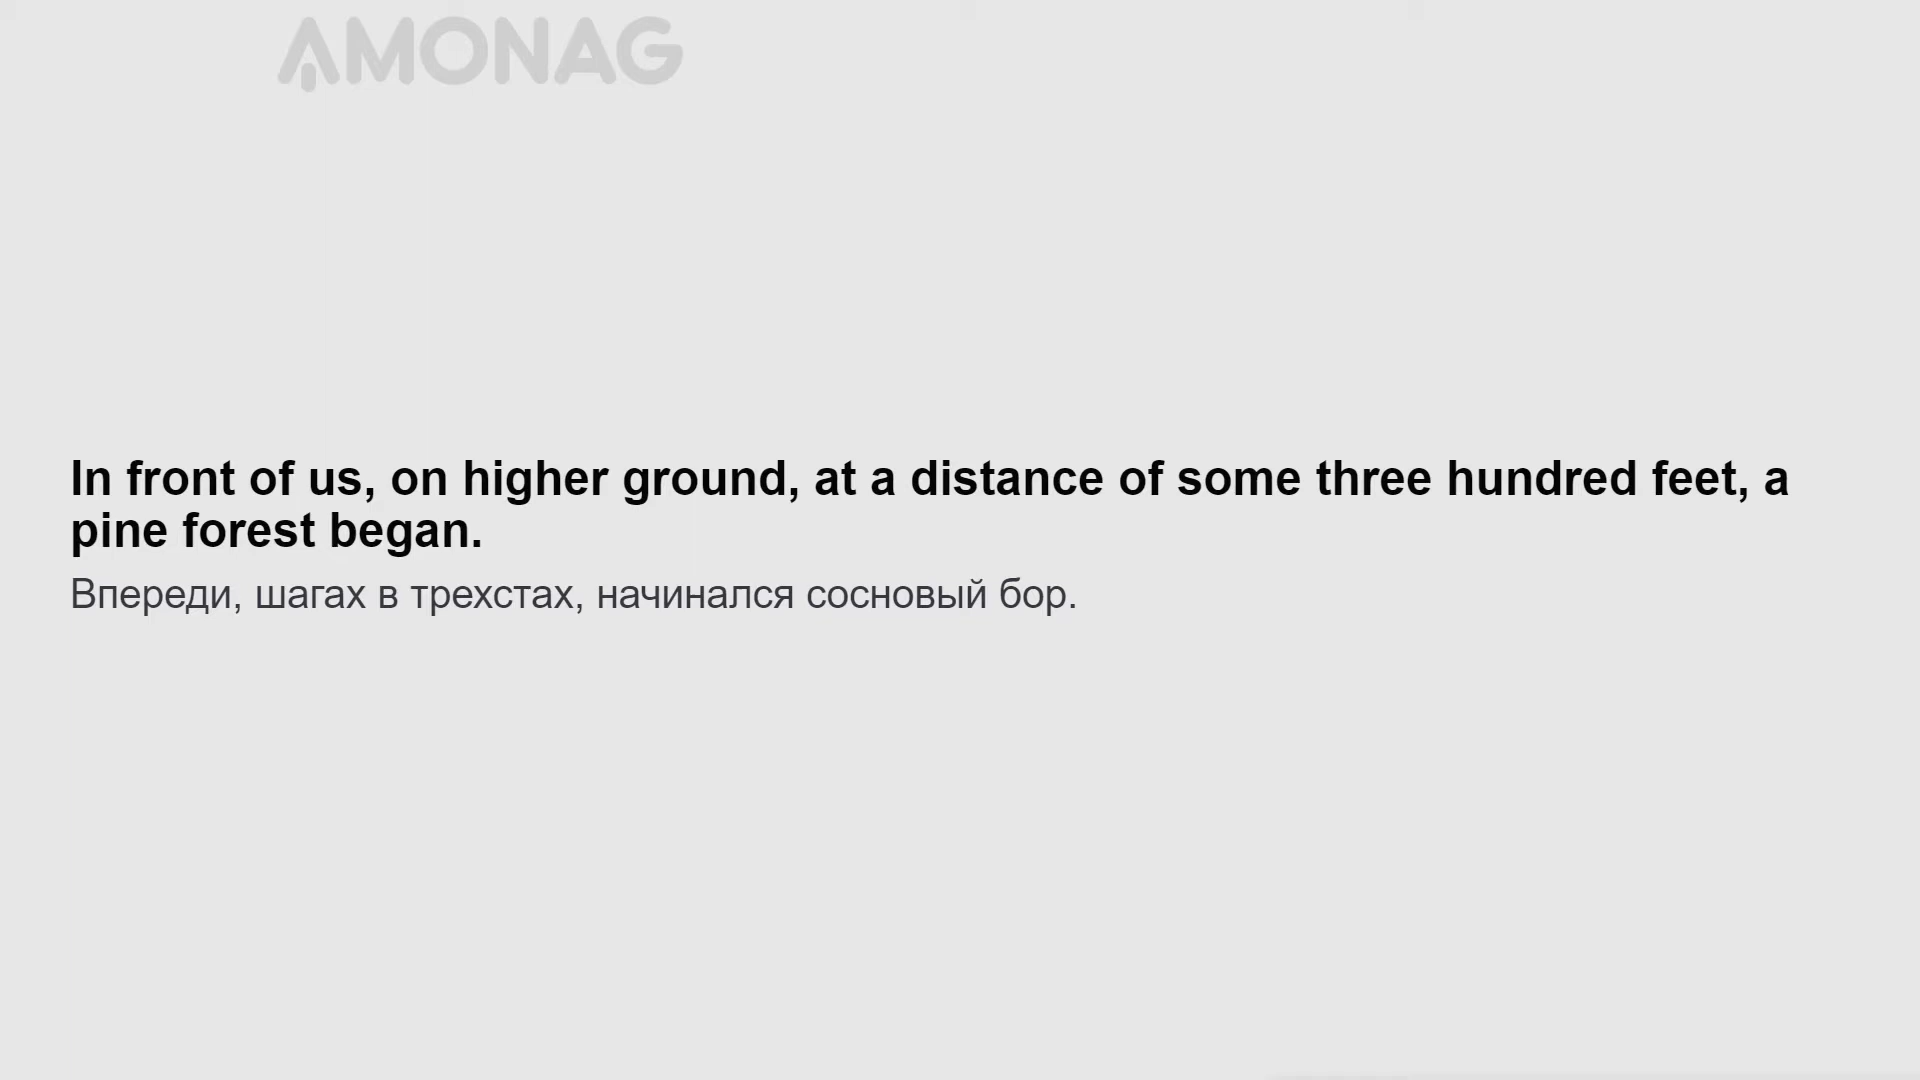 AMONAG
In front of us, on higher ground, at a distance of some three hundred feet, a
pine forest began.
Впереди, шагах в трехстах, начинался сосновый бор.